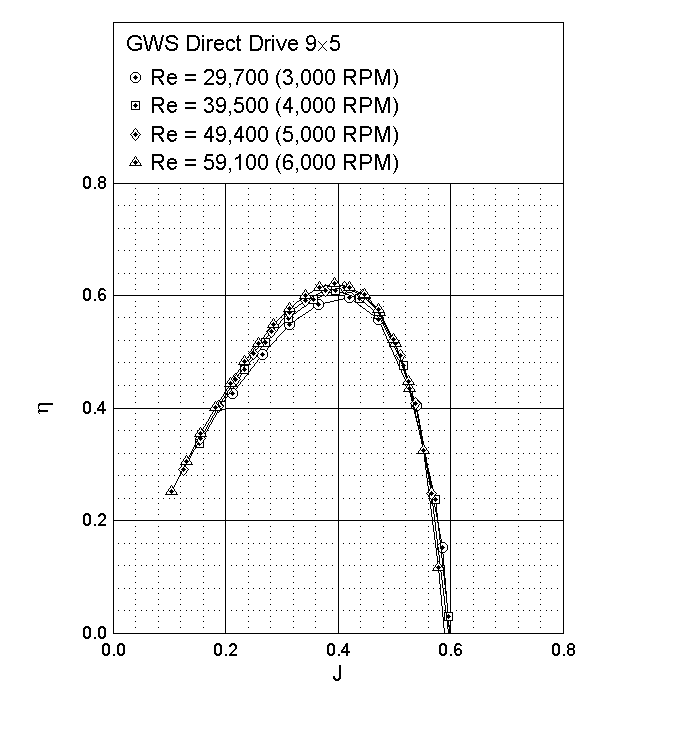 GWS Direct Drive 9×5
Re = 29,700 (3,000 RPM)
Re = 39,500 (4,000 RPM)
Re = 49,400 (5,000 RPM)
Re = 59,100 (6,000 RPM)
0.8
0.6
η
0.4
0.2
0.0
0.0 0.2 0.4 0.6 0.8
J